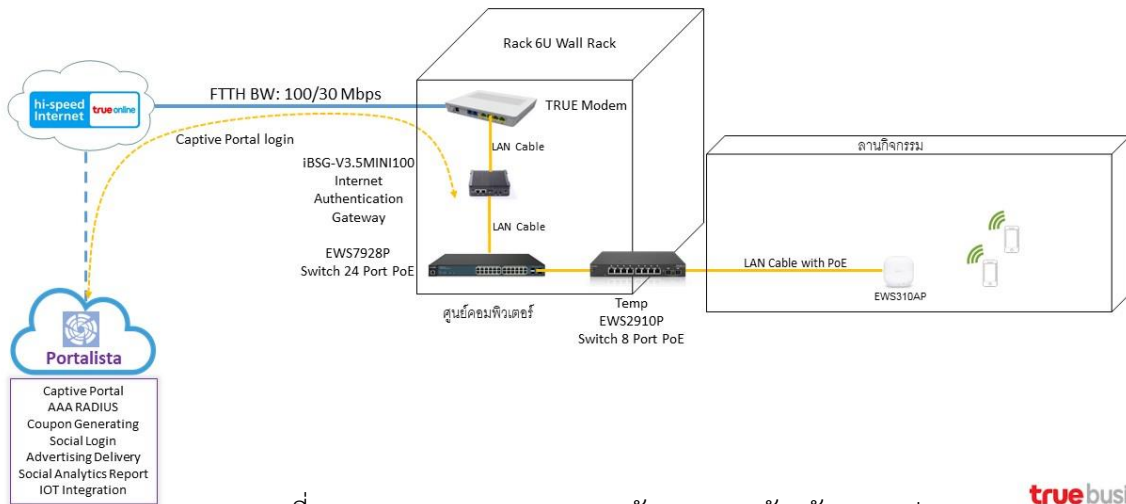 Rack 6U Wall Rack
hi-speed
Internet
true online
FTTH BW: 100/30 Mbps
TRUE Modem
Captive Portal login
LAN Cable
ลานกิจกรรม
iBSG-V3.5MINI100
Internet
Authentication
Gateway
LAN Cable
EWS7928P
Switch 24 Port PoE
LAN Cable with PoE
EWS310AP
ศูนย์คอมพิวเตอร์
Temp
EWS2910P
Switch 8 Port PoE
Portalista
Captive Portal
AAA RADIUS
Coupon Generating
Social Login
Advertising Delivery
Social Analytics Report
IOT Integration
true busi